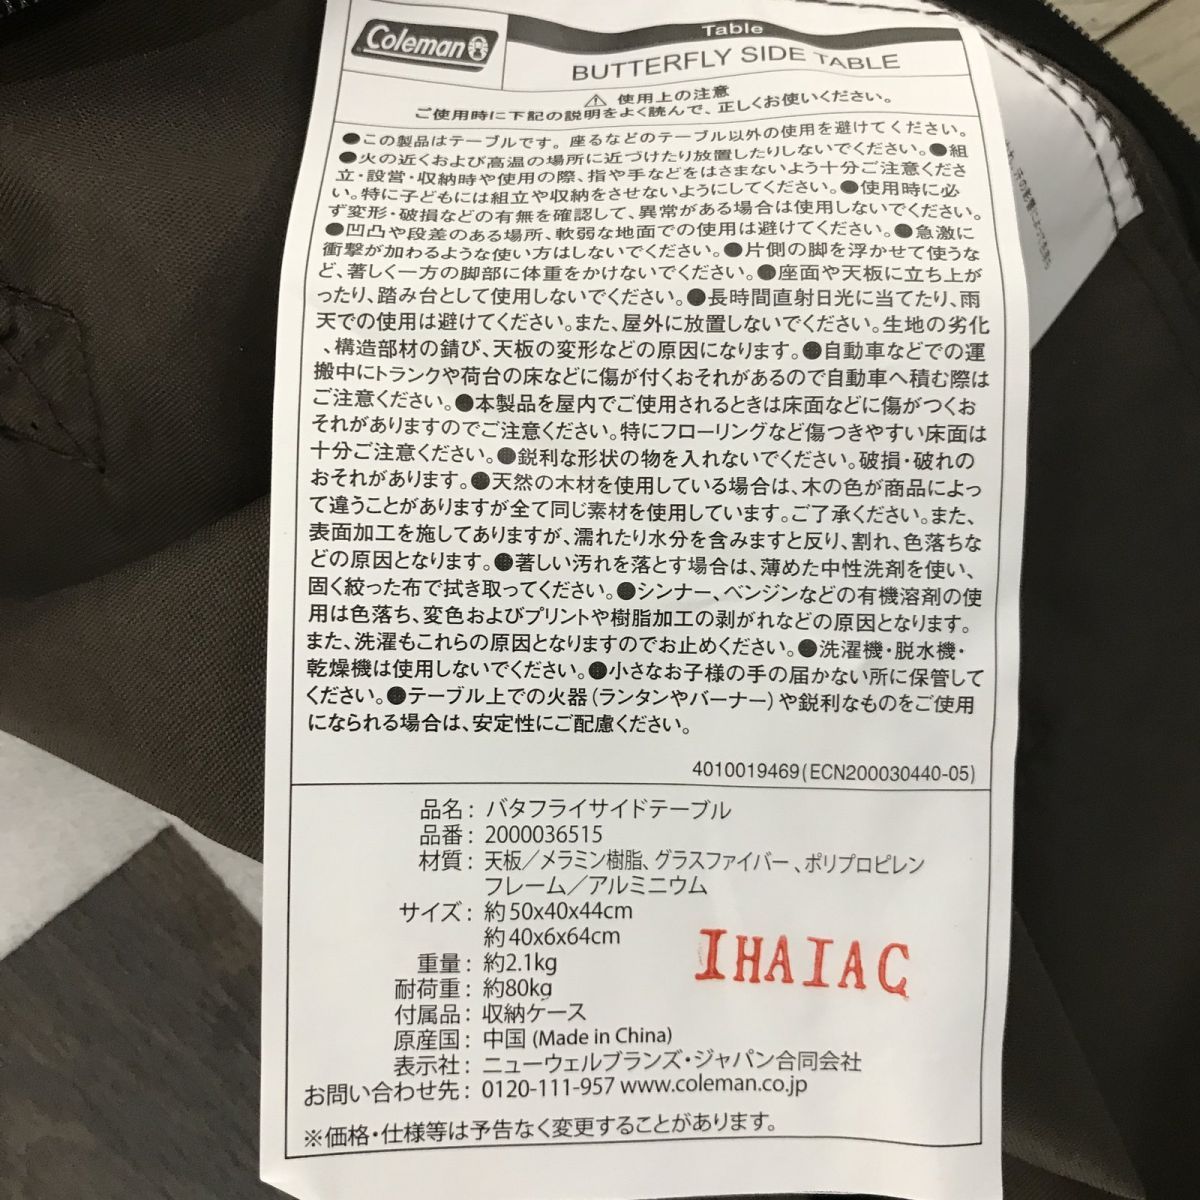 Coleman
Table
BUTTERFLY SIDE TABLE
⚠ 使用上の注意
ご使用時に下記の説明をよく読んで、正しくお使いください。
●この製品はテーブルです。座るなどのテーブル以外の使用を避けてください。
●火の近くおよび高温の場所に近づけたり放置したりしないでください。●組
立・設営・収納時や使用の際、指や手などをはさまないよう十分ご注意くださ
い。特に子どもには組立や収納をさせないようにしてください。●使用時に必
ず変形・破損などの有無を確認して、異常がある場合は使用しないでください。
●凹凸や段差のある場所、軟弱な地面での使用は避けてください。●急激に
衝撃が加わるような使い方はしないでください。●片側の脚を浮かせて使うな
ど、著しく一方の脚部に体重をかけないでください。●座面や天板に立ち上が
ったり、踏み台として使用しないでください。●長時間直射日光に当てたり、雨
天での使用は避けてください。また、屋外に放置しないでください。生地の劣化
、構造部材の錆び、天板の変形などの原因になります。●自動車などでの運
搬中にトランクや荷台の床などに傷が付くおそれがあるので自動車へ積む際は
ご注意ください。●本製品を屋内でご使用されるときは床面などに傷がつくお
それがありますのでご注意ください。特にフローリングなど傷つきやすい床面は
十分ご注意ください。●鋭利な形状の物を入れないでください。破損・破れの
おそれがあります。●天然の木材を使用している場合は、木の色が商品によっ
て違うことがありますが全て同じ素材を使用しています。ご了承ください。また、
表面加工を施してありますが、濡れたり水分を含みますと反り、割れ、色落ちな
どの原因となります。●著しい汚れを落とす場合は、薄めた中性洗剤を使い、
固く絞った布で拭き取ってください。●シンナー、ベンジンなどの有機溶剤の使
用は色落ち、変色およびプリントや樹脂加工の剥がれなどの原因となります。
また、洗濯もこれらの原因となりますのでお止めください。●洗濯機・脱水機・
乾燥機は使用しないでください。●小さなお子様の手の届かない所に保管して
ください。●テーブル上での火器(ランタンやバーナー)や鋭利なものをご使用
になられる場合は、安定性にご配慮ください。
4010019469(ECN200030440-05)
品名: バタフライサイドテーブル
品番: 2000036515
材質: 天板／メラミン樹脂、グラスファイバー、ポリプロピレン
フレーム／アルミニウム
サイズ: 約50x40x44cm
約40x6x64cm
重量: 約2.1kg
耐荷重: 約80kg
付属品: 収納ケース
原産国: 中国 (Made in China)
表示社: ニューウェルブランズ・ジャパン合同会社
お問い合わせ先: 0120-111-957 www.coleman.co.jp
※価格・仕様等は予告なく変更することがあります。
IHAIAC